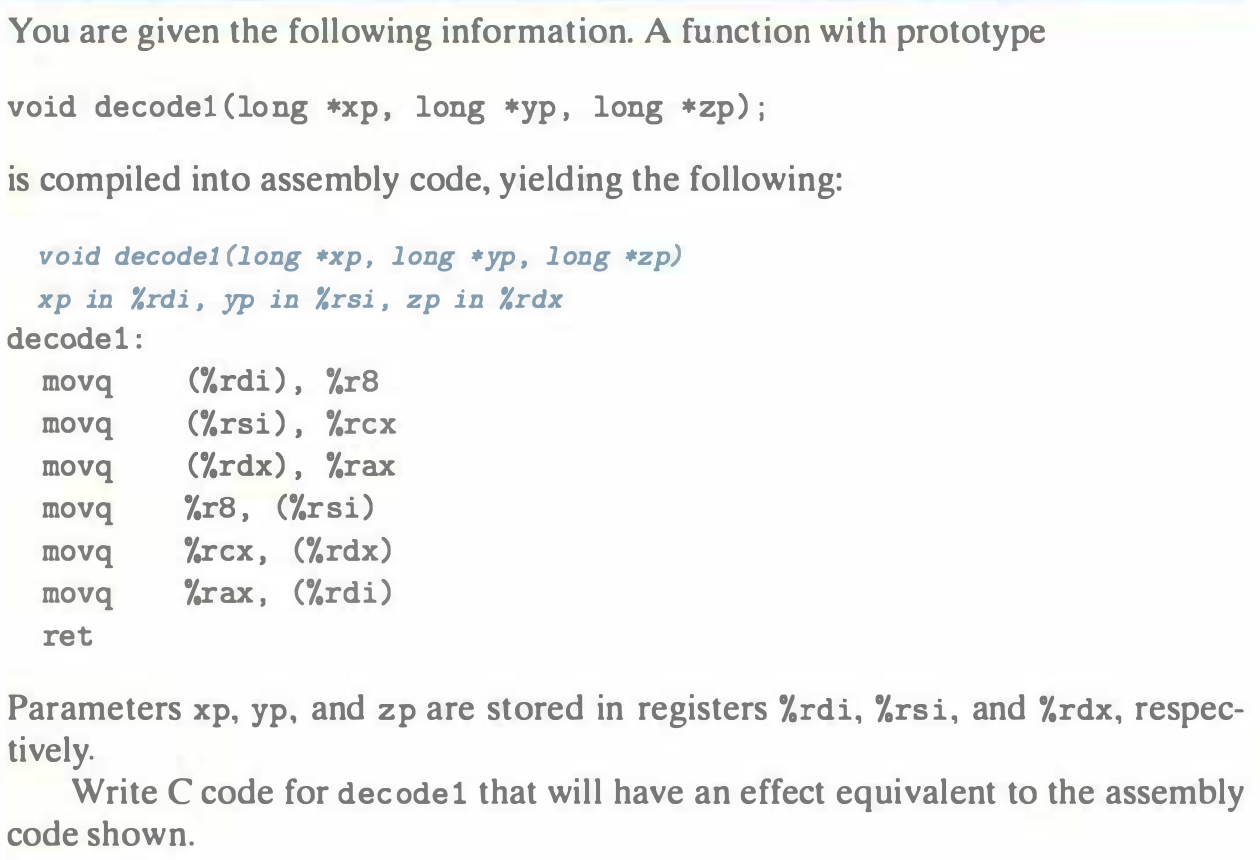 You are given the following information. A function with prototype
void decode1(long *xp, long *yp, long *zp);
is compiled into assembly code, yielding the following:
void decode1(long *xp, long *yp, long *zp)
xp in %rdi, yp in %rsi, zp in %rdx
decode1:
movq (%rdi), %r8
movq (%rsi), %rcx
movq (%rdx), %rax
movq %r8, (%rsi)
movq %rcx, (%rdx)
movq %rax, (%rdi)
ret
Parameters xp, yp, and zp are stored in registers %rdi, %rsi, and %rdx, respec-
tively.
Write C code for decode1 that will have an effect equivalent to the assembly
code shown.